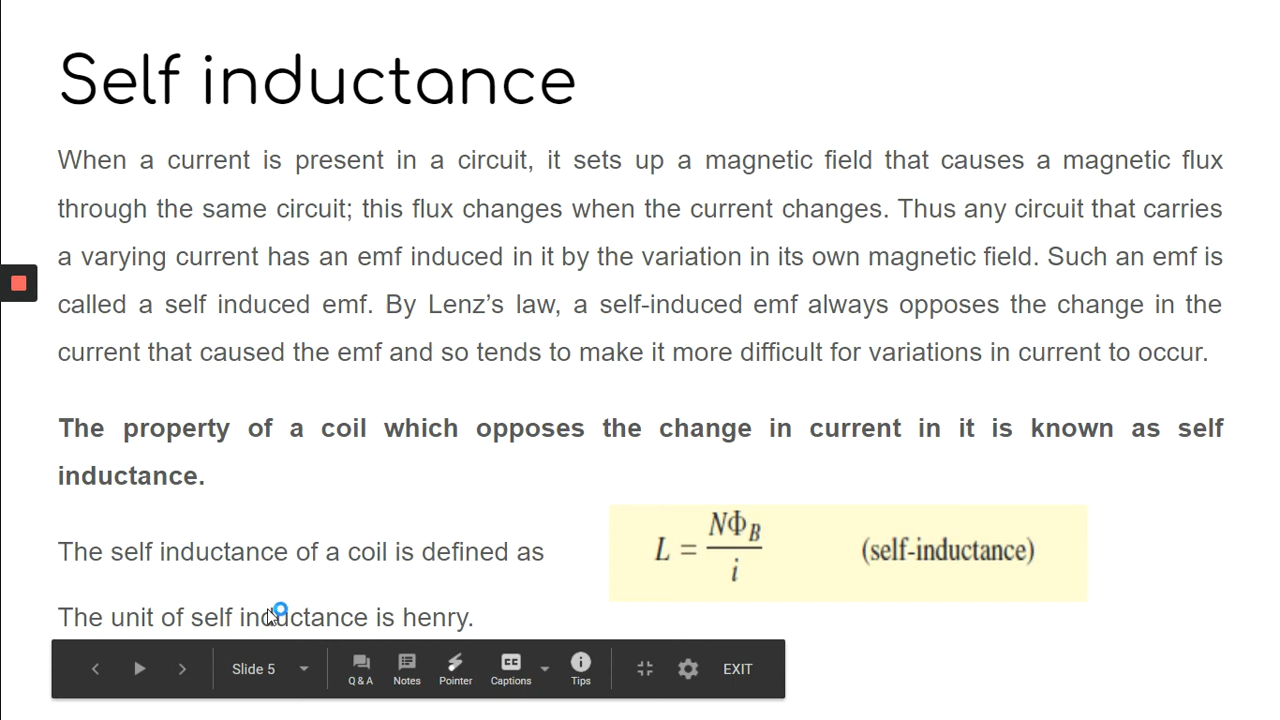 Self inductance
When a current is present in a circuit, it sets up a magnetic field that causes a magnetic flux
through the same circuit; this flux changes when the current changes. Thus any circuit that carries
a varying current has an emf induced in it by the variation in its own magnetic field. Such an emf is
called a self induced emf. By Lenz’s law, a self-induced emf always opposes the change in the
current that caused the emf and so tends to make it more difficult for variations in current to occur.
The property of a coil which opposes the change in current in it is known as self
inductance.
The self inductance of a coil is defined as
L = NΦB / i (self-inductance)
The unit of self inductance is henry.
Slide 5
Q & A Notes Pointer CC Captions Tips
EXIT